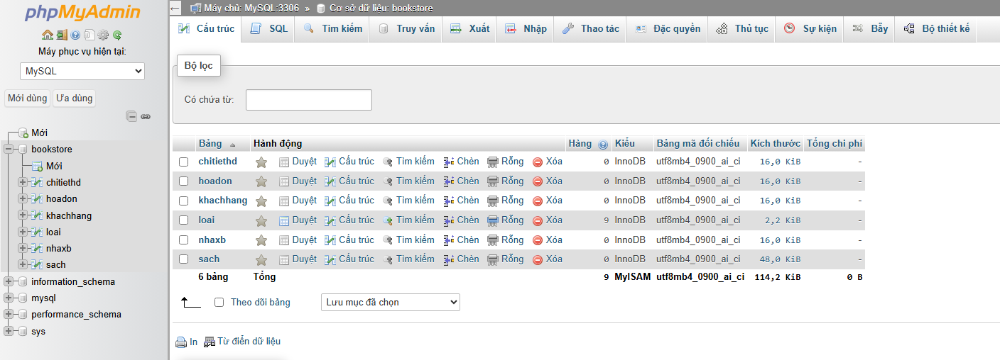 phpMyAdmin
Máy phục vụ hiện tại:
MySQL
Mới dùng Ưa dùng
Mới
bookstore
Mới
chitiethd
hoadon
khachhang
loai
nhaxb
sach
information_schema
mysql
performance_schema
sys
Máy chủ: MySQL:3306 » Cơ sở dữ liệu: bookstore
Cấu trúc SQL Tìm kiếm Truy vấn Xuất Nhập Thao tác Đặc quyền Thủ tục Sự kiện Bẫy Bộ thiết kế
Bộ lọc
Có chứa từ:
Bảng Hành động Hàng Kiểu Bảng mã đối chiếu Kích thước Tổng chi phí
chitiethd Duyệt Cấu trúc Tìm kiếm Chèn Rỗng Xóa 0 InnoDB utf8mb4_0900_ai_ci 16,0 KiB -
hoadon Duyệt Cấu trúc Tìm kiếm Chèn Rỗng Xóa 0 InnoDB utf8mb4_0900_ai_ci 16,0 KiB -
khachhang Duyệt Cấu trúc Tìm kiếm Chèn Rỗng Xóa 0 InnoDB utf8mb4_0900_ai_ci 16,0 KiB -
loai Duyệt Cấu trúc Tìm kiếm Chèn Rỗng Xóa 9 InnoDB utf8mb4_0900_ai_ci 2,2 KiB -
nhaxb Duyệt Cấu trúc Tìm kiếm Chèn Rỗng Xóa 0 InnoDB utf8mb4_0900_ai_ci 16,0 KiB -
sach Duyệt Cấu trúc Tìm kiếm Chèn Rỗng Xóa 0 InnoDB utf8mb4_0900_ai_ci 48,0 KiB -
6 bảng Tổng 9 MyISAM utf8mb4_0900_ai_ci 114,2 KiB 0 B
Theo dõi bảng Lưu mục đã chọn
In Từ điển dữ liệu